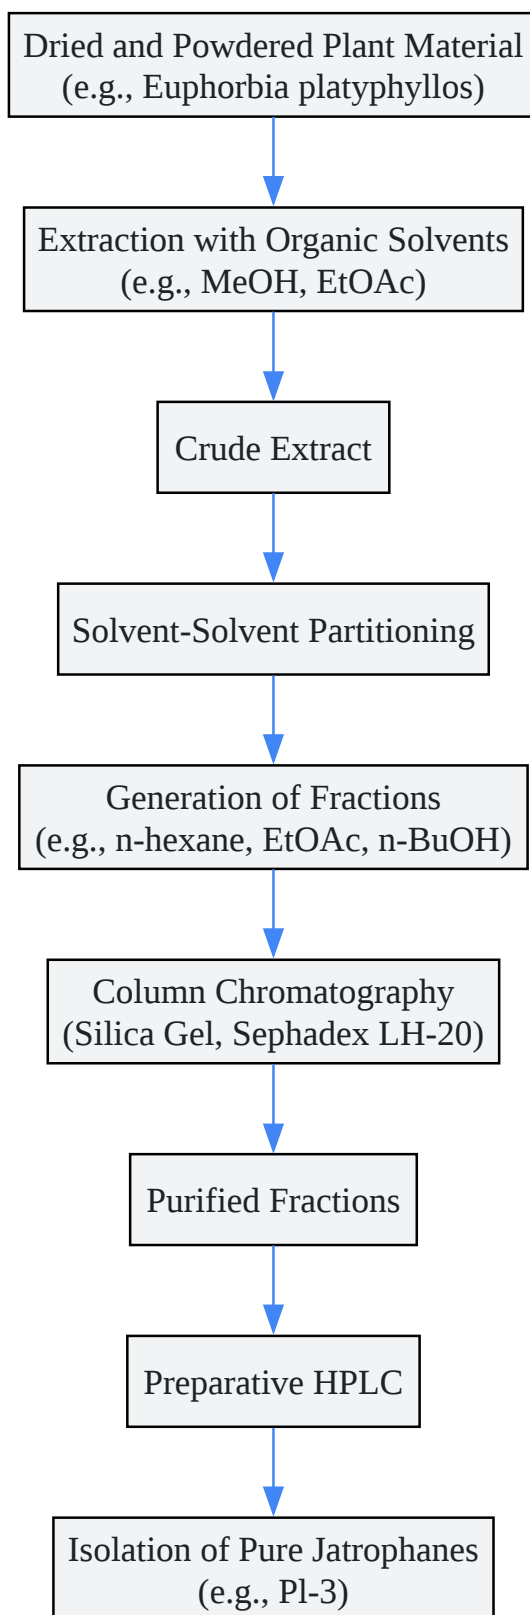 Dried and Powdered Plant Material
(e.g., Euphorbia platyphyllos)
Extraction with Organic Solvents
(e.g., MeOH, EtOAc)
Crude Extract
Solvent-Solvent Partitioning
Generation of Fractions
(e.g., n-hexane, EtOAc, n-BuOH)
Column Chromatography
(Silica Gel, Sephadex LH-20)
Purified Fractions
Preparative HPLC
Isolation of Pure Jatrophanes
(e.g., Pl-3)